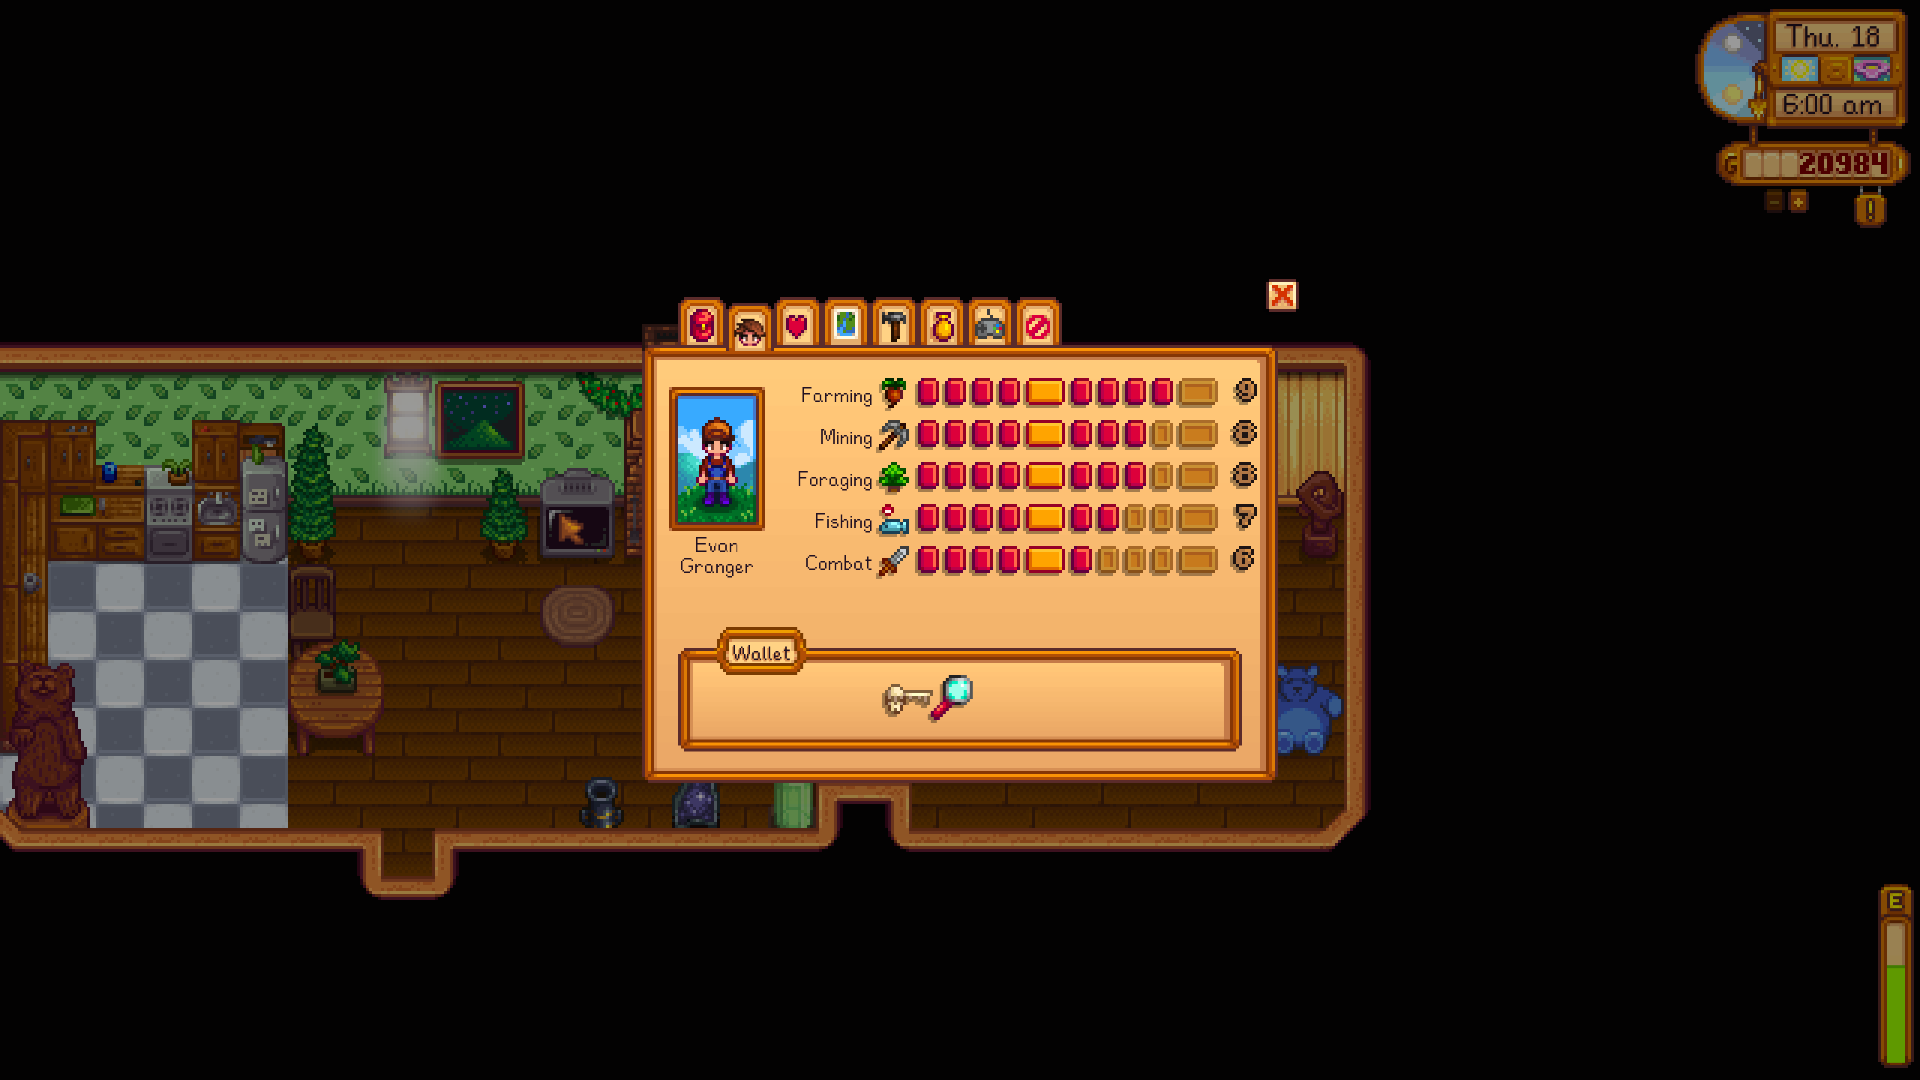 Thu. 18
6:00 am
G 20984
Farming 9
Mining 8
Foraging 8
Fishing 7
Combat 6
Evan
Granger
Wallet
E